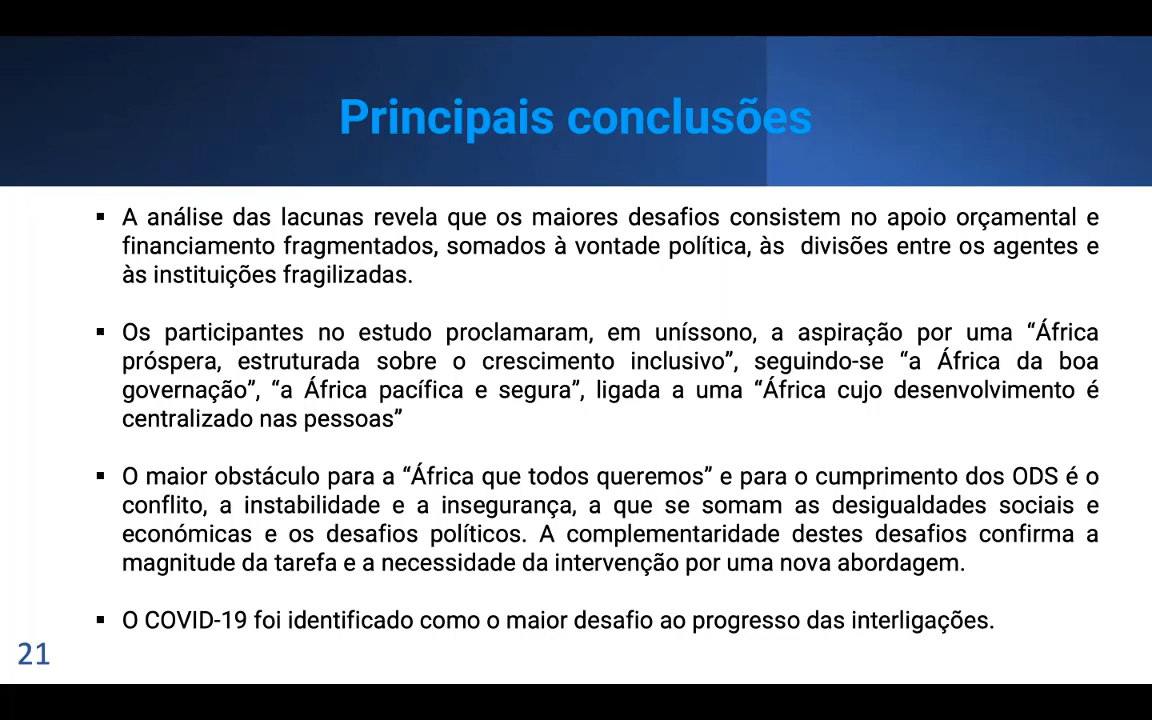 Principais conclusões
▪ A análise das lacunas revela que os maiores desafios consistem no apoio orçamental e
financiamento fragmentados, somados à vontade política, às  divisões entre os agentes e
às instituições fragilizadas.
▪ Os participantes no estudo proclamaram, em uníssono, a aspiração por uma “África
próspera, estruturada sobre o crescimento inclusivo”, seguindo-se “a África da boa
governação”, “a África pacífica e segura”, ligada a uma “África cujo desenvolvimento é
centralizado nas pessoas”
▪ O maior obstáculo para a “África que todos queremos” e para o cumprimento dos ODS é o
conflito, a instabilidade e a insegurança, a que se somam as desigualdades sociais e
económicas e os desafios políticos. A complementaridade destes desafios confirma a
magnitude da tarefa e a necessidade da intervenção por uma nova abordagem.
▪ O COVID-19 foi identificado como o maior desafio ao progresso das interligações.
21